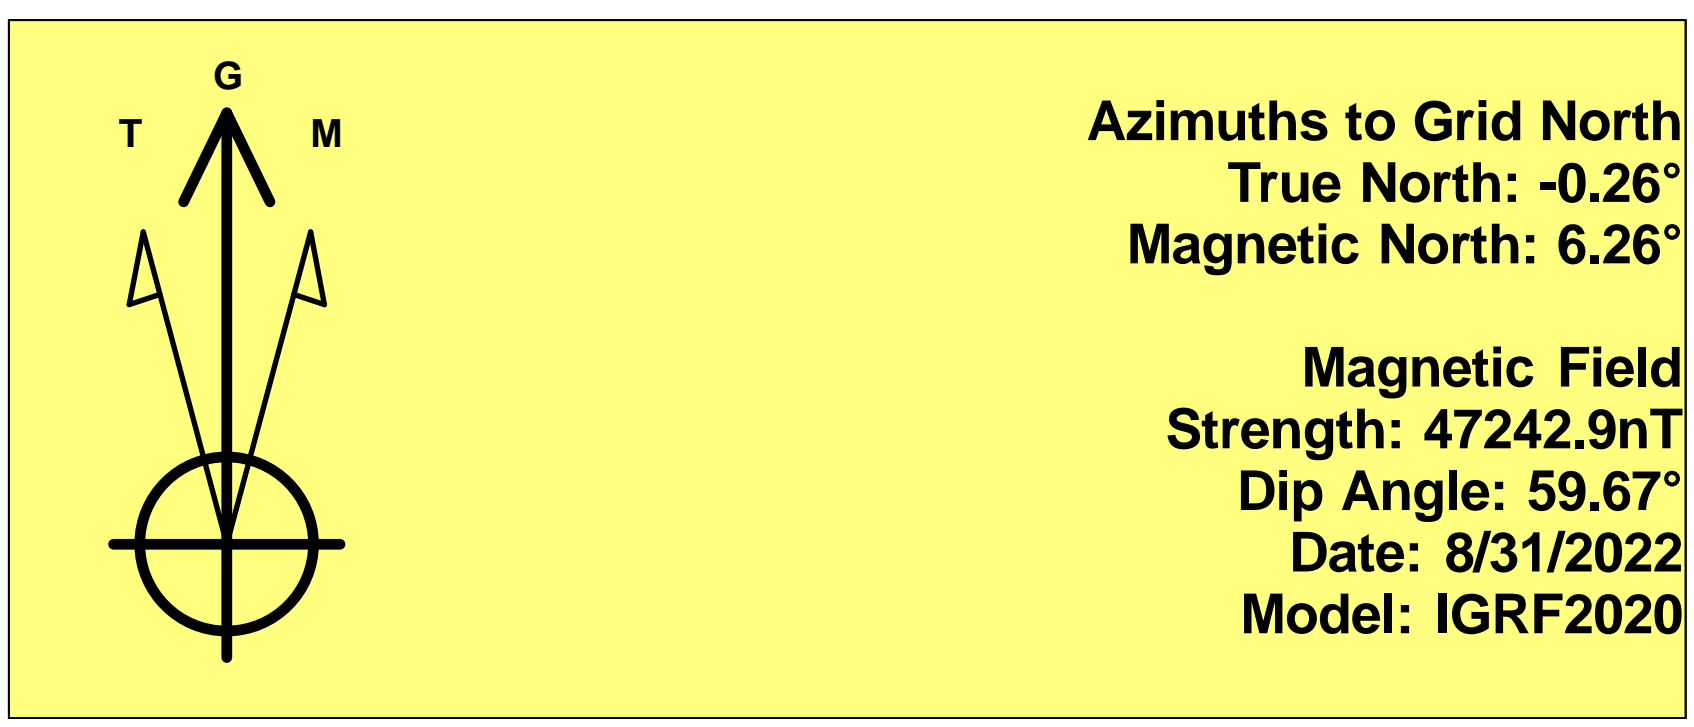 G
T M
Azimuths to Grid North
True North: -0.26°
Magnetic North: 6.26°
Magnetic Field
Strength: 47242.9nT
Dip Angle: 59.67°
Date: 8/31/2022
Model: IGRF2020